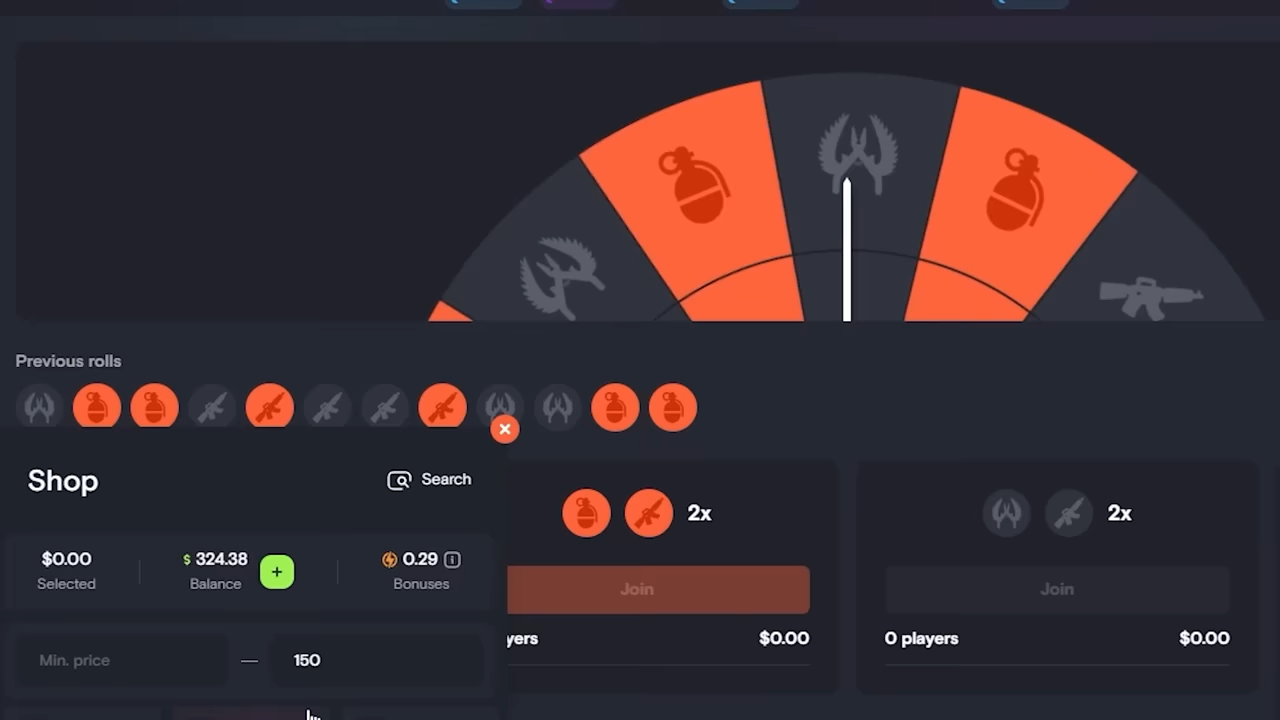 Previous rolls
Shop
Search
$0.00
$ 324.38
0.29
Selected
Balance
Bonuses
Min. price
—
150
2x
Join
yers
$0.00
2x
Join
0 players
$0.00